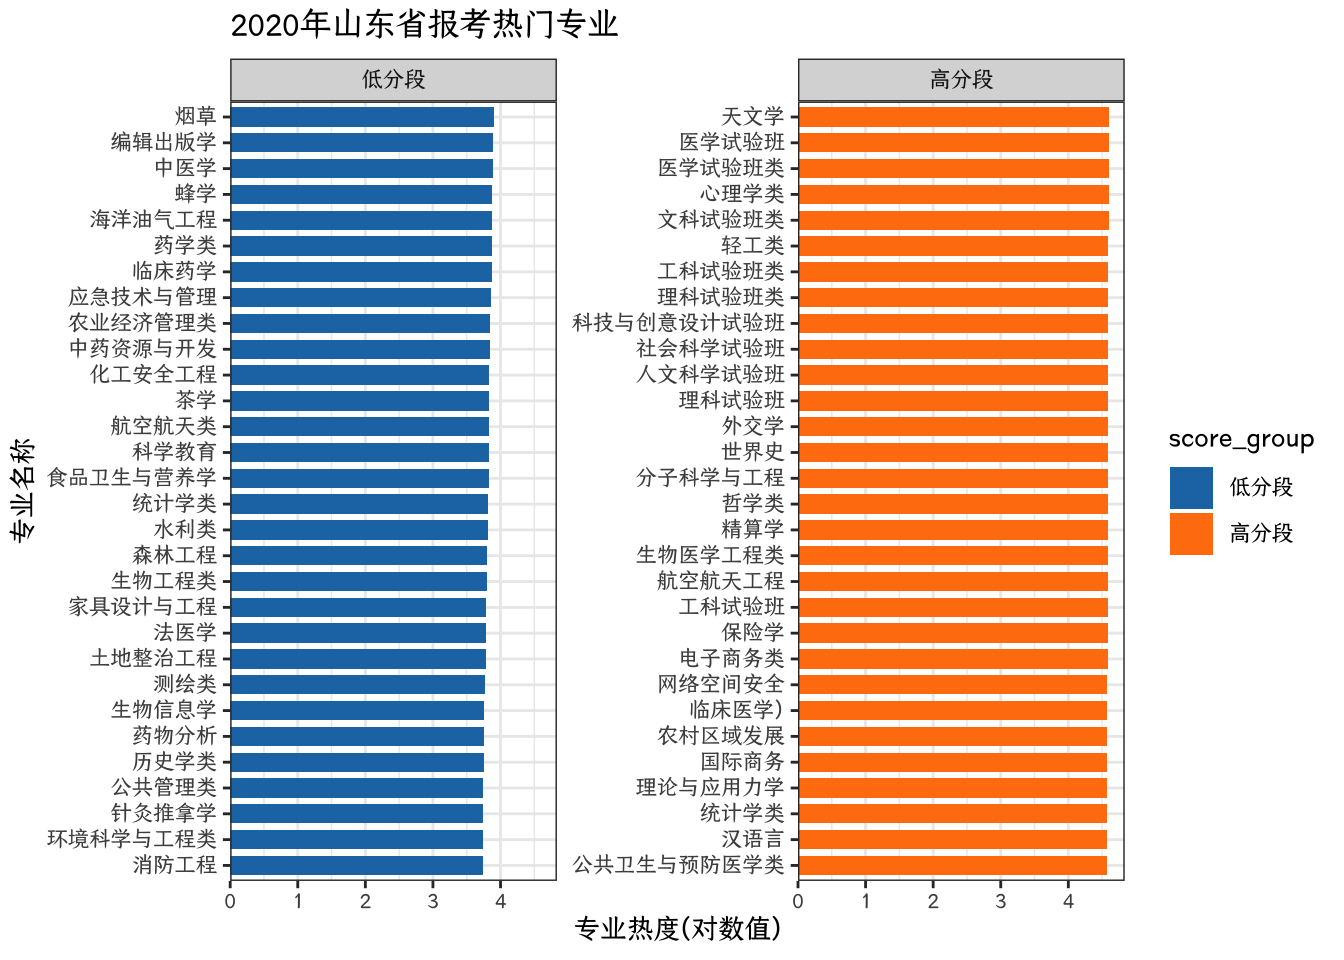 2020年山东省报考热门专业
低分段
烟草
编辑出版学
中医学
蜂学
海洋油气工程
药学类
临床药学
应急技术与管理
农业经济管理类
中药资源与开发
化工安全工程
茶学
航空航天类
科学教育
食品卫生与营养学
统计学类
水利类
森林工程
生物工程类
家具设计与工程
法医学
土地整治工程
测绘类
生物信息学
药物分析
历史学类
公共管理类
针灸推拿学
环境科学与工程类
消防工程
0 1 2 3 4
高分段
天文学
医学试验班
医学试验班类
心理学类
文科试验班类
轻工类
工科试验班类
理科试验班类
科技与创意设计试验班
社会科学试验班
人文科学试验班
理科试验班
外交学
世界史
分子科学与工程
哲学类
精算学
生物医学工程类
航空航天工程
工科试验班
保险学
电子商务类
网络空间安全
临床医学)
农村区域发展
国际商务
理论与应用力学
统计学类
汉语言
公共卫生与预防医学类
0 1 2 3 4
专业名称
专业热度(对数值)
score_group
低分段
高分段